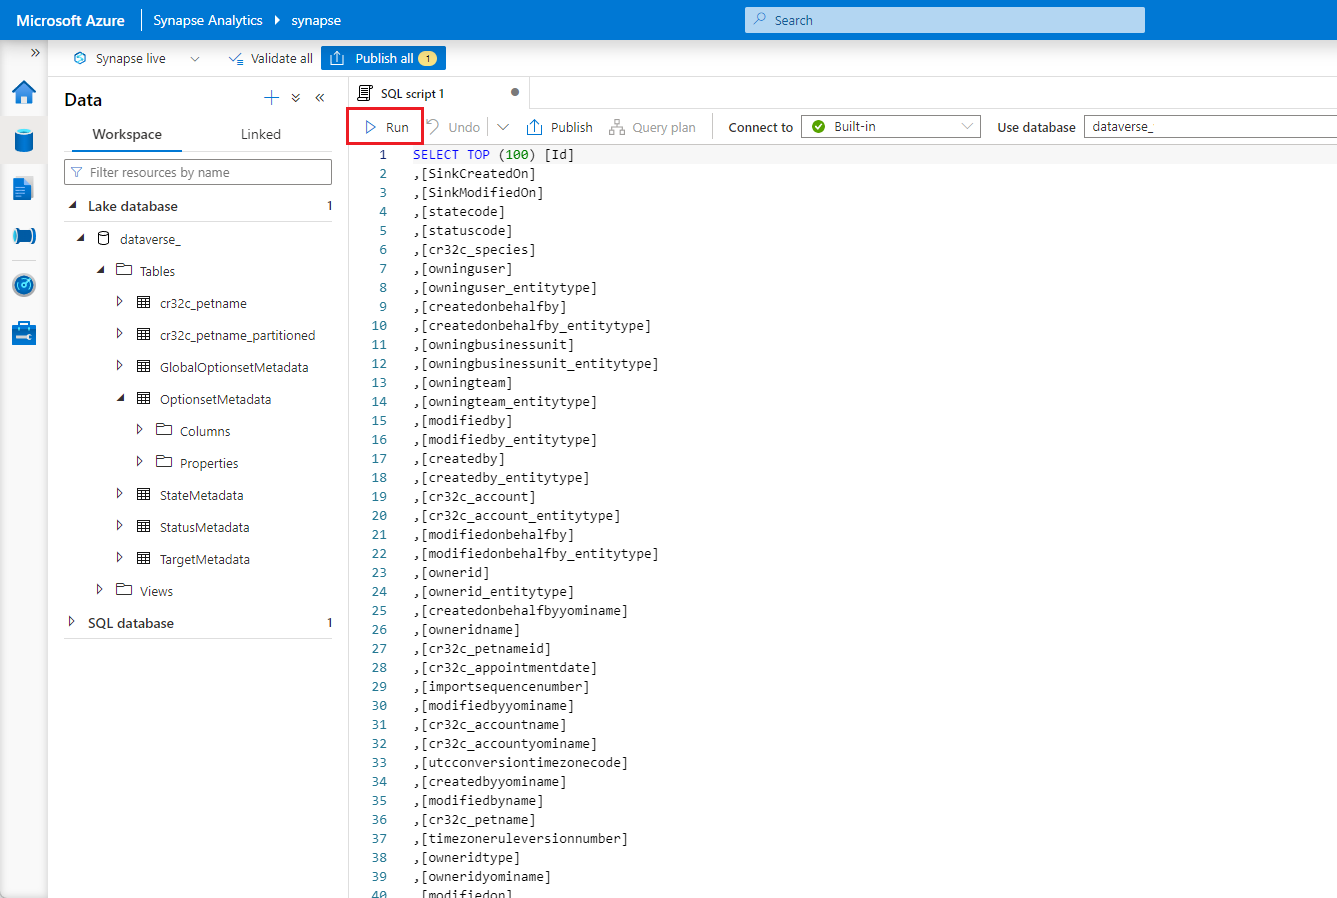 Microsoft Azure Synapse Analytics synapse Search
Synapse live Validate all Publish all 1
Data
Workspace Linked
Filter resources by name
Lake database 1
dataverse_
Tables
cr32c_petname
cr32c_petname_partitioned
GlobalOptionsetMetadata
OptionsetMetadata
Columns
Properties
StateMetadata
StatusMetadata
TargetMetadata
Views
SQL database 1
SQL script 1
Run Undo Publish Query plan Connect to Built-in Use database dataverse_
1 SELECT TOP (100) [Id]
2 ,[SinkCreatedOn]
3 ,[SinkModifiedOn]
4 ,[statecode]
5 ,[statuscode]
6 ,[cr32c_species]
7 ,[owninguser]
8 ,[owninguser_entitytype]
9 ,[createdonbehalfby]
10 ,[createdonbehalfby_entitytype]
11 ,[owningbusinessunit]
12 ,[owningbusinessunit_entitytype]
13 ,[owningteam]
14 ,[owningteam_entitytype]
15 ,[modifiedby]
16 ,[modifiedby_entitytype]
17 ,[createdby]
18 ,[createdby_entitytype]
19 ,[cr32c_account]
20 ,[cr32c_account_entitytype]
21 ,[modifiedonbehalfby]
22 ,[modifiedonbehalfby_entitytype]
23 ,[ownerid]
24 ,[ownerid_entitytype]
25 ,[createdonbehalfbyyominame]
26 ,[owneridname]
27 ,[cr32c_petnameid]
28 ,[cr32c_appointmentdate]
29 ,[importsequencenumber]
30 ,[modifiedbyyominame]
31 ,[cr32c_accountname]
32 ,[cr32c_accountyominame]
33 ,[utcconversiontimezonecode]
34 ,[createdbyyominame]
35 ,[modifiedbyname]
36 ,[cr32c_petname]
37 ,[timezoneruleversionnumber]
38 ,[owneridtype]
39 ,[owneridyominame]
40 ,[modifiedon]